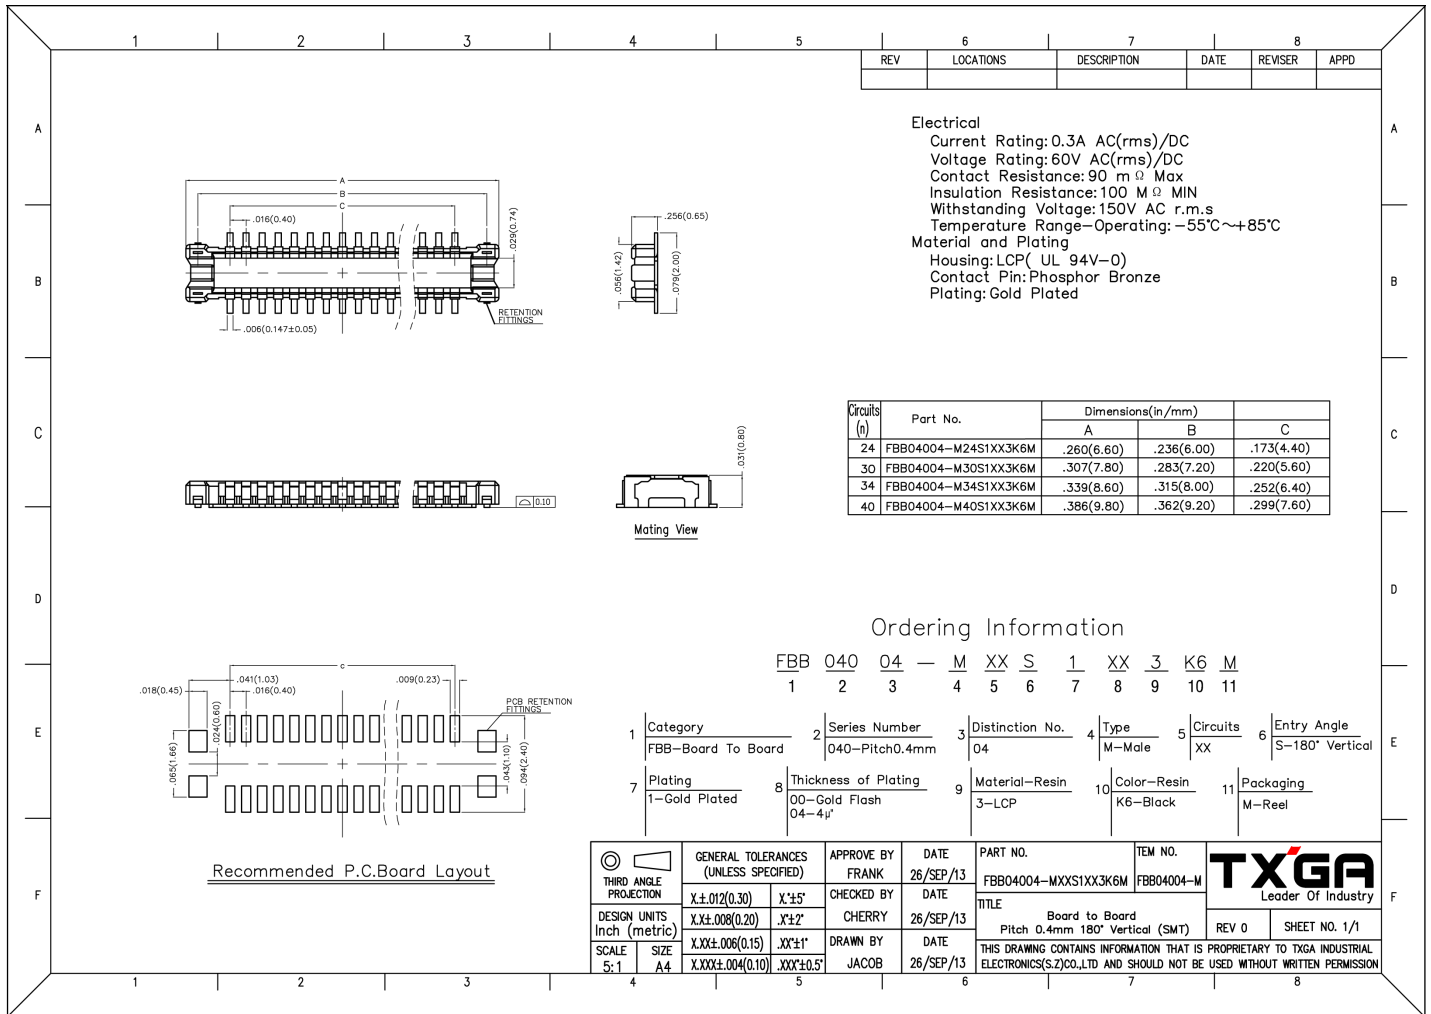 1 2 3 4 5 6 7 8
REV LOCATIONS DESCRIPTION DATE REVISER APPD
A A
Electrical
Current Rating:0.3A AC(rms)/DC
Voltage Rating:60V AC(rms)/DC
Contact Resistance:90 mΩ Max
Insulation Resistance:100 MΩ MIN
Withstanding Voltage:150V AC r.m.s
Temperature Range-Operating:-55°C~+85°C
Material and Plating
Housing:LCP( UL 94V-0)
Contact Pin:Phosphor Bronze
Plating:Gold Plated
A
B
C
.016(0.40)
.029(0.74)
.006(0.147±0.05)
RETENTION
FITTINGS
.256(0.65)
.056(1.42)
.079(2.00)
B B
C C
0.10
.031(0.80)
Mating View
Circuits (n) Part No. Dimensions(in/mm)
A B C
24 FBB04004-M24S1XX3K6M .260(6.60) .236(6.00) .173(4.40)
30 FBB04004-M30S1XX3K6M .307(7.80) .283(7.20) .220(5.60)
34 FBB04004-M34S1XX3K6M .339(8.60) .315(8.00) .252(6.40)
40 FBB04004-M40S1XX3K6M .386(9.80) .362(9.20) .299(7.60)
D D
Ordering Information
FBB 040 04 - M XX S 1 XX 3 K6 M
1 2 3 4 5 6 7 8 9 10 11
1 Category
FBB-Board To Board
2 Series Number
040-Pitch0.4mm
3 Distinction No.
04
4 Type
M-Male
5 Circuits
XX
6 Entry Angle
S-180° Vertical
7 Plating
1-Gold Plated
8 Thickness of Plating
00-Gold Flash
04-4μ"
9 Material-Resin
3-LCP
10 Color-Resin
K6-Black
11 Packaging
M-Reel
c
.041(1.03)
.018(0.45)
.016(0.40)
.009(0.23)
.024(0.60)
.065(1.66)
PCB RETENTION
FITTINGS
.043(1.10)
.094(2.40)
E E
Recommended P.C.Board Layout
F F
THIRD ANGLE
PROJECTION
DESIGN UNITS
Inch (metric)
SCALE SIZE
5:1 A4
GENERAL TOLERANCES
(UNLESS SPECIFIED)
X.±.012(0.30) X.°±5°
X.X±.008(0.20) .X°±2°
X.XX±.006(0.15) .XX°±1°
X.XXX±.004(0.10) .XXX°±0.5°
APPROVE BY DATE
FRANK 26/SEP/13
CHECKED BY DATE
CHERRY 26/SEP/13
DRAWN BY DATE
JACOB 26/SEP/13
PART NO. TEM NO.
FBB04004-MXXS1XX3K6M FBB04004-M
TITLE
Board to Board
Pitch 0.4mm 180° Vertical (SMT)
TXGA
Leader Of Industry
REV 0 SHEET NO. 1/1
THIS DRAWING CONTAINS INFORMATION THAT IS PROPRIETARY TO TXGA INDUSTRIAL
ELECTRONICS(S.Z)CO.,LTD AND SHOULD NOT BE USED WITHOUT WRITTEN PERMISSION
1 2 3 4 5 6 7 8